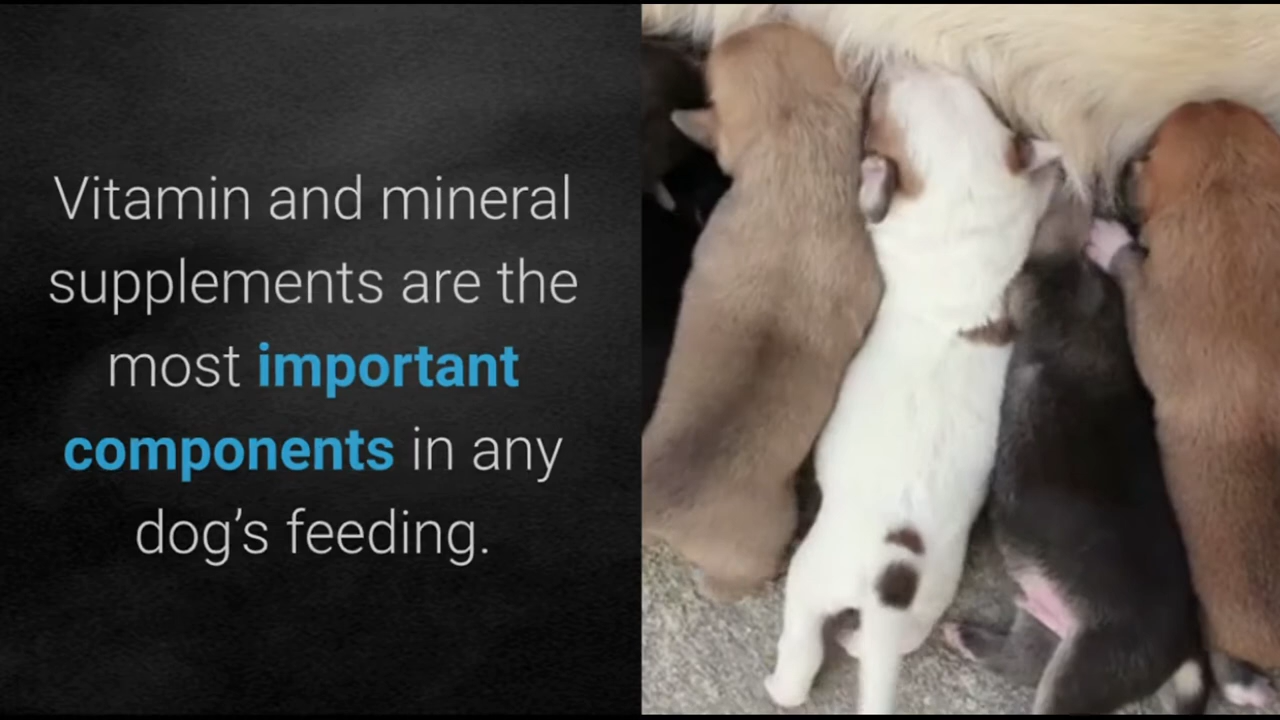 Vitamin and mineral
supplements are the
most important
components in any
dog’s feeding.